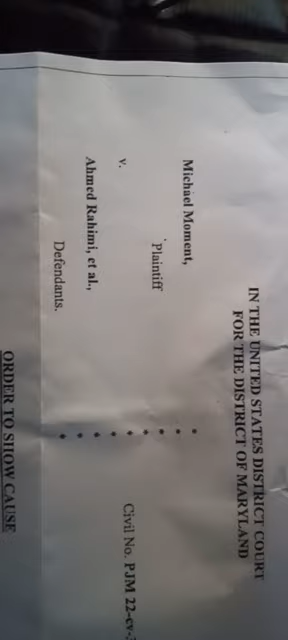 IN THE UNITED STATES DISTRICT COURT
FOR THE DISTRICT OF MARYLAND
Michael Moment,
Plaintiff
v.
Civil No. PJM 22-cv-
Ahmed Rahimi, et al.,
Defendants.
*
*
*
*
*
*
*
*
*
ORDER TO SHOW CAUSE